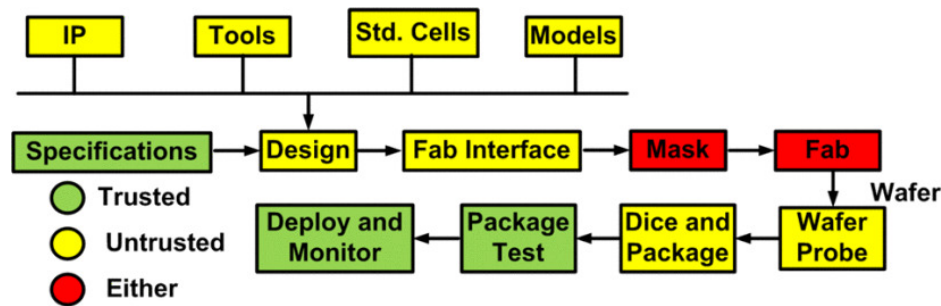 IP
Tools
Std. Cells
Models
Specifications
Design
Fab Interface
Mask
Fab
Wafer
Trusted
Untrusted
Either
Deploy and
Monitor
Package
Test
Dice and
Package
Wafer
Probe